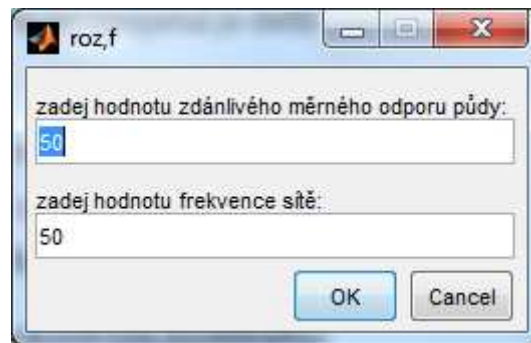 roz,f
zadej hodnotu zdánlivého měrného odporu půdy:
50
zadej hodnotu frekvence sítě:
50
OK Cancel